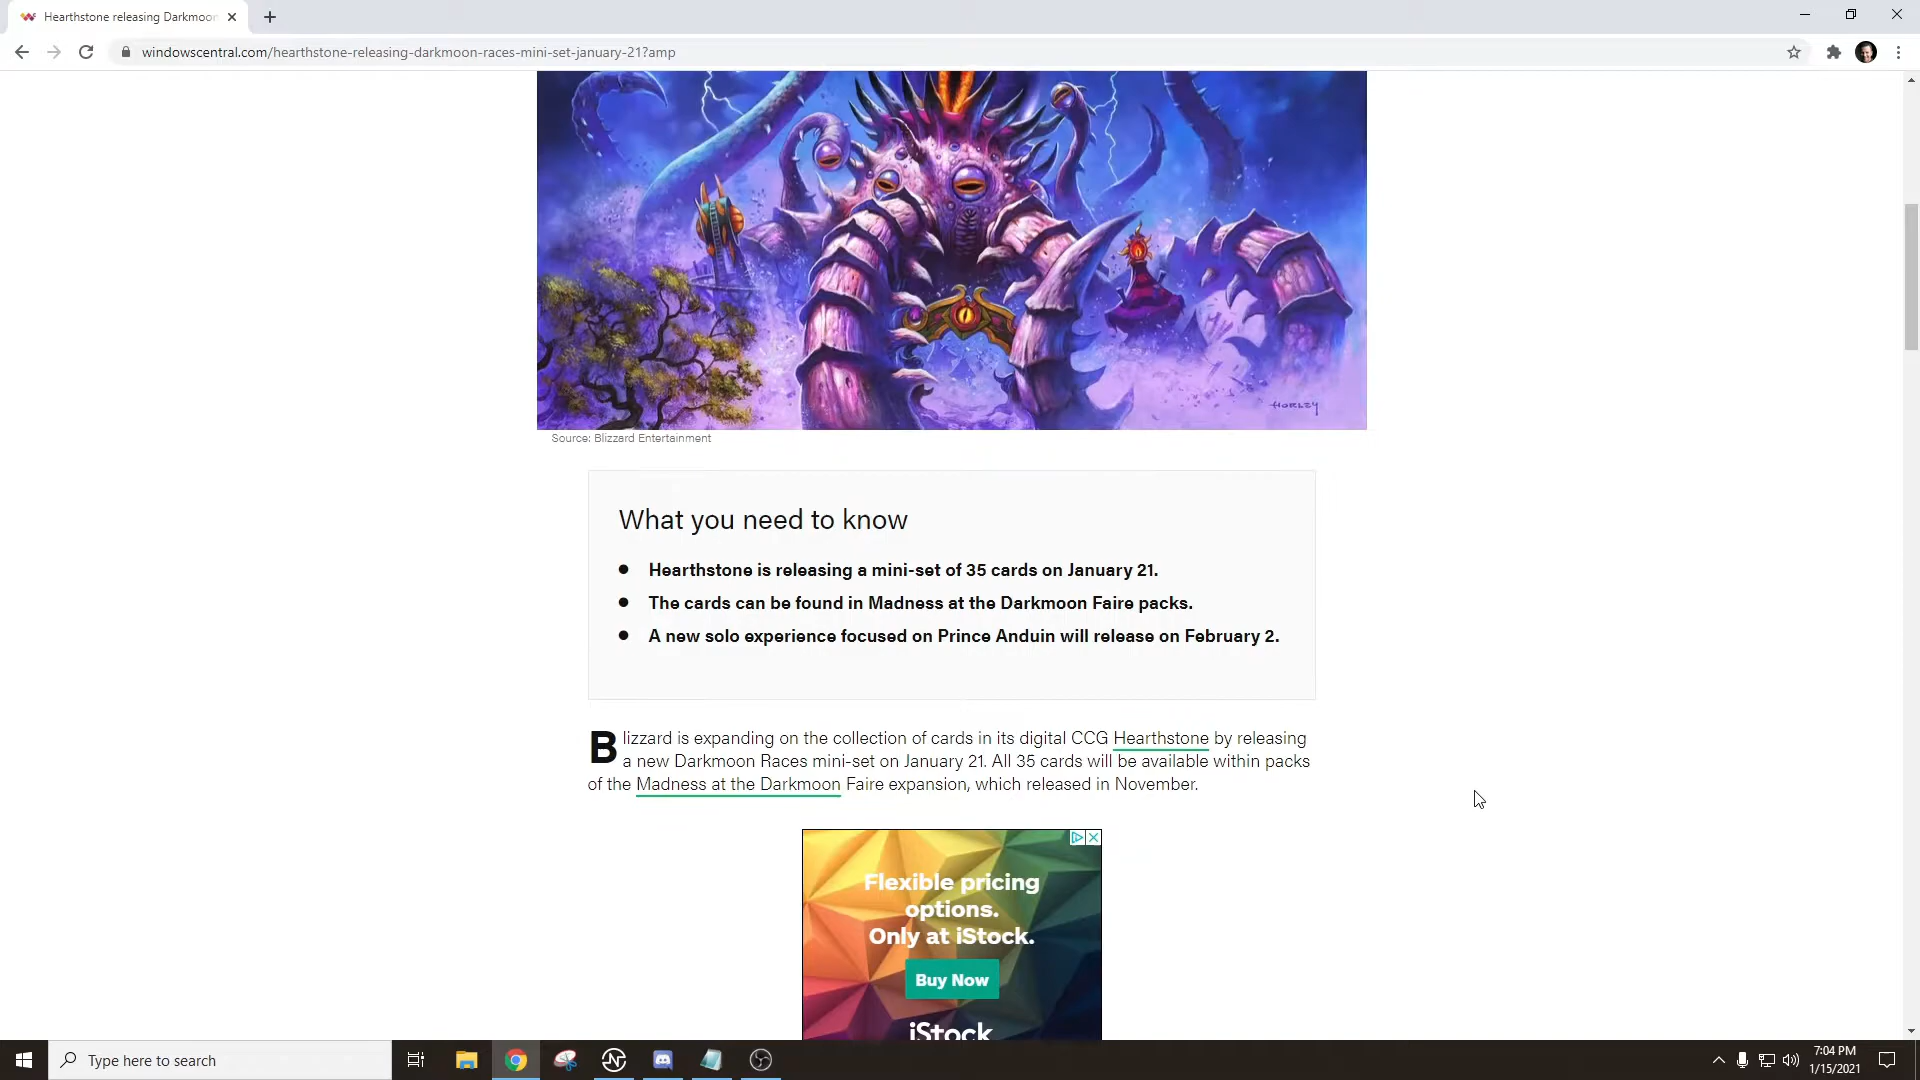 Hearthstone releasing Darkmoon
windowscentral.com/hearthstone-releasing-darkmoon-races-mini-set-january-21?amp
HORLEY
Source: Blizzard Entertainment
What you need to know
Hearthstone is releasing a mini-set of 35 cards on January 21.
The cards can be found in Madness at the Darkmoon Faire packs.
A new solo experience focused on Prince Anduin will release on February 2.
Blizzard is expanding on the collection of cards in its digital CCG Hearthstone by releasing
a new Darkmoon Races mini-set on January 21. All 35 cards will be available within packs
of the Madness at the Darkmoon Faire expansion, which released in November.
Flexible pricing
options.
Only at iStock.
Buy Now
iStock
Type here to search
7:04 PM
1/15/2021